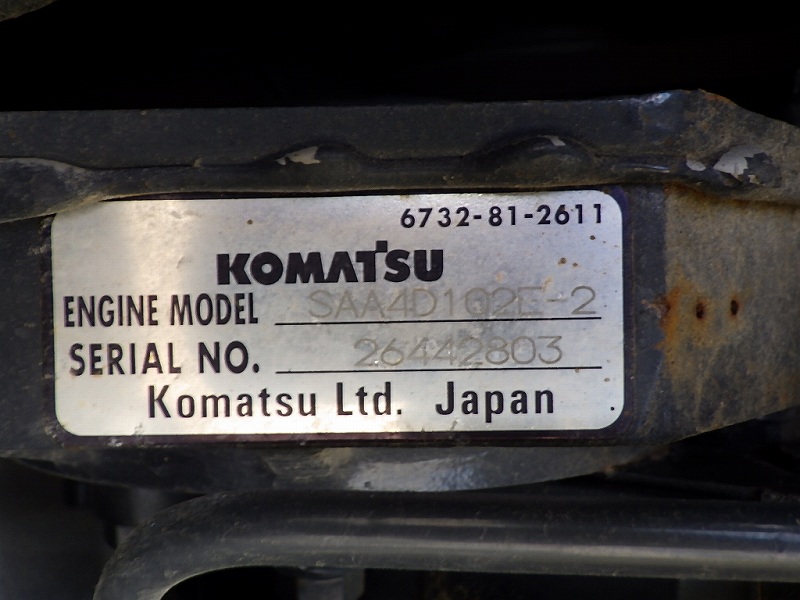 6732-81-2611
KOMATSU
ENGINE MODEL SAA4D102E-2
SERIAL NO. 26442803
Komatsu Ltd. Japan